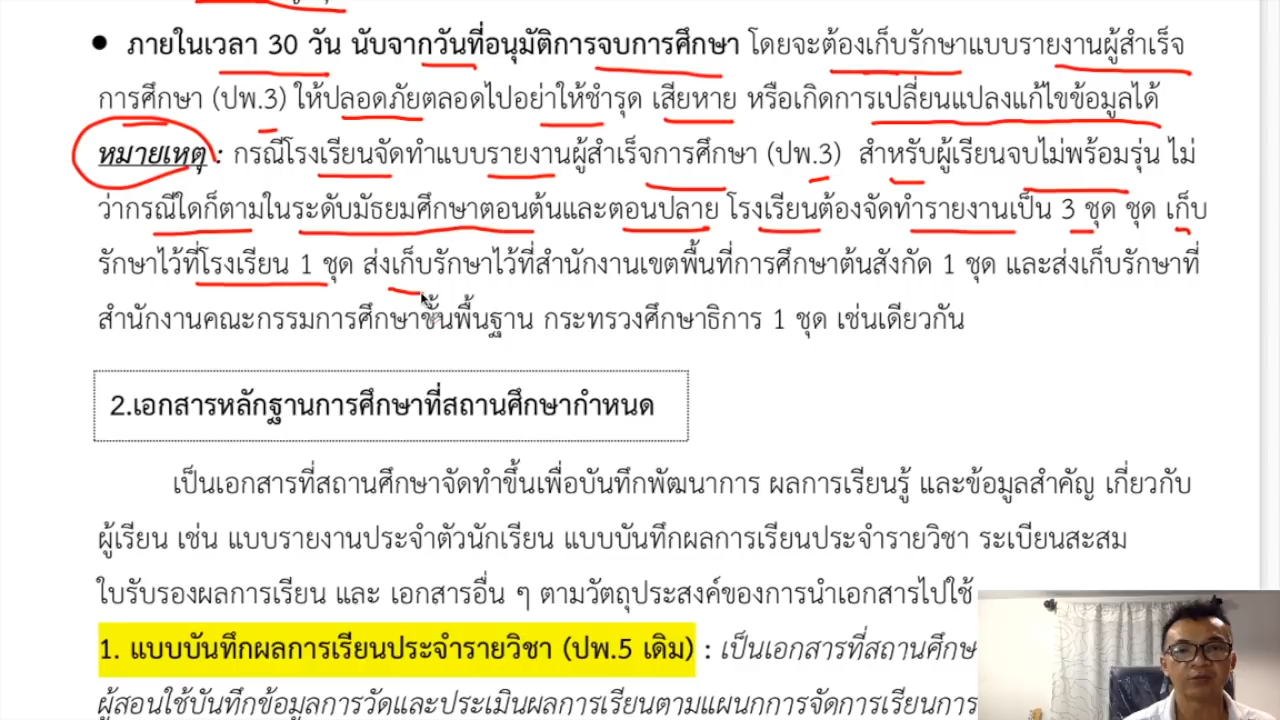 ภายในเวลา 30 วัน นับจากวันที่อนุมัติการจบการศึกษา โดยจะต้องเก็บรักษาแบบรายงานผู้สำเร็จ
การศึกษา (ปพ.3) ให้ปลอดภัยตลอดไปอย่าให้ชำรุด เสียหาย หรือเกิดการเปลี่ยนแปลงแก้ไขข้อมูลได้
หมายเหตุ : กรณีโรงเรียนจัดทำแบบรายงานผู้สำเร็จการศึกษา (ปพ.3) สำหรับผู้เรียนจบไม่พร้อมรุ่น ไม่
ว่ากรณีใดก็ตามในระดับมัธยมศึกษาตอนต้นและตอนปลาย โรงเรียนต้องจัดทำรายงานเป็น 3 ชุด ชุด เก็บ
รักษาไว้ที่โรงเรียน 1 ชุด ส่งเก็บรักษาไว้ที่สำนักงานเขตพื้นที่การศึกษาต้นสังกัด 1 ชุด และส่งเก็บรักษาที่
สำนักงานคณะกรรมการศึกษาขั้นพื้นฐาน กระทรวงศึกษาธิการ 1 ชุด เช่นเดียวกัน
2.เอกสารหลักฐานการศึกษาที่สถานศึกษากำหนด
เป็นเอกสารที่สถานศึกษาจัดทำขึ้นเพื่อบันทึกพัฒนาการ ผลการเรียนรู้ และข้อมูลสำคัญ เกี่ยวกับ
ผู้เรียน เช่น แบบรายงานประจำตัวนักเรียน แบบบันทึกผลการเรียนประจำรายวิชา ระเบียนสะสม
ใบรับรองผลการเรียน และ เอกสารอื่น ๆ ตามวัตถุประสงค์ของการนำเอกสารไปใช้
1. แบบบันทึกผลการเรียนประจำรายวิชา (ปพ.5 เดิม) : เป็นเอกสารที่สถานศึกษ
ผู้สอนใช้บันทึกข้อมูลการวัดและประเมินผลการเรียนตามแผนการจัดการเรียนการ